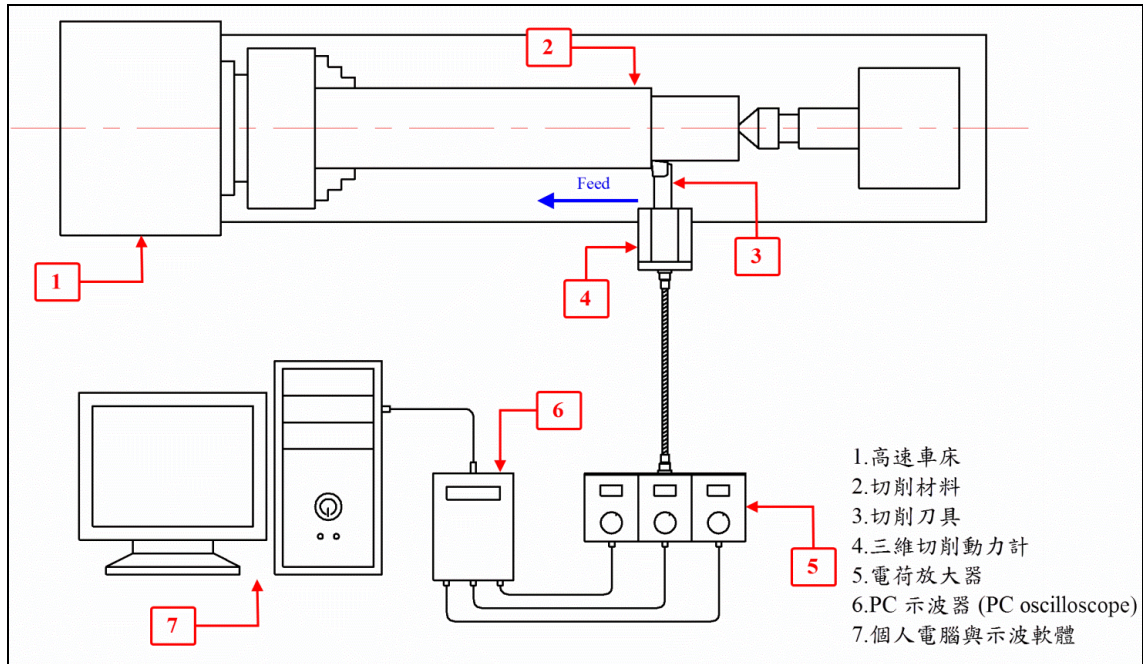 2
Feed
3
1
4
6
5
7
1.高速車床
2.切削材料
3.切削刀具
4.三維切削動力計
5.電荷放大器
6.PC 示波器 (PC oscilloscope)
7.個人電腦與示波軟體